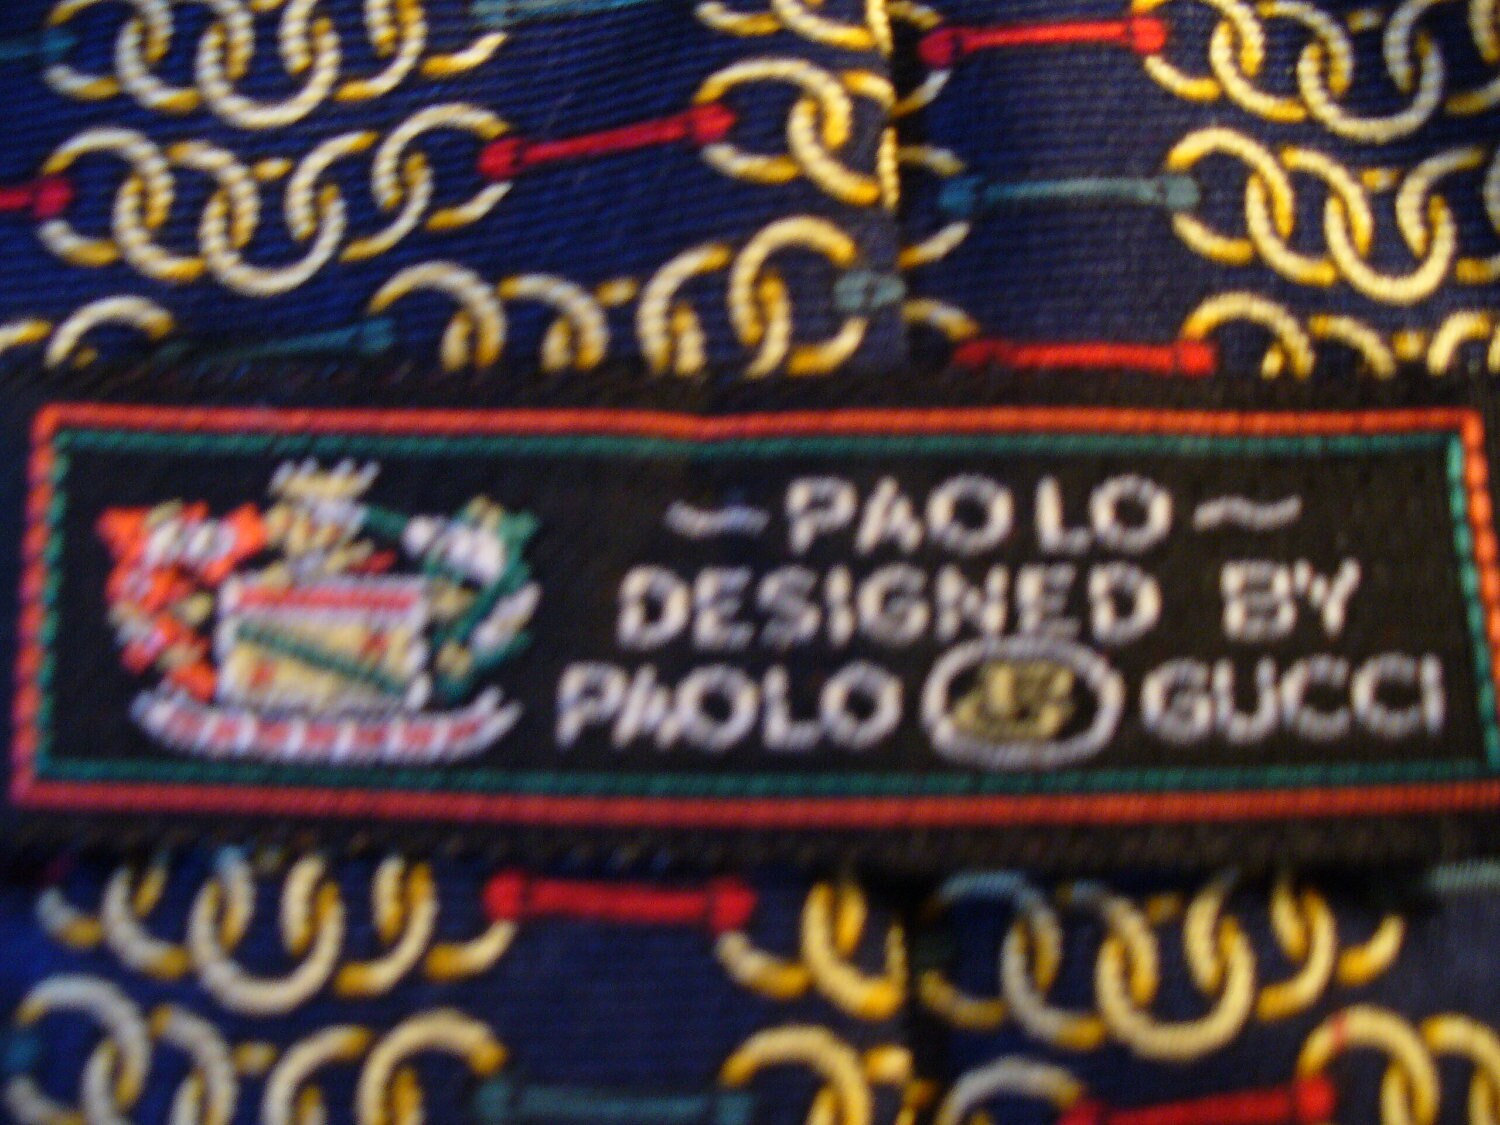 ~ PAOLO ~
DESIGNED BY
PAOLO GUCCI